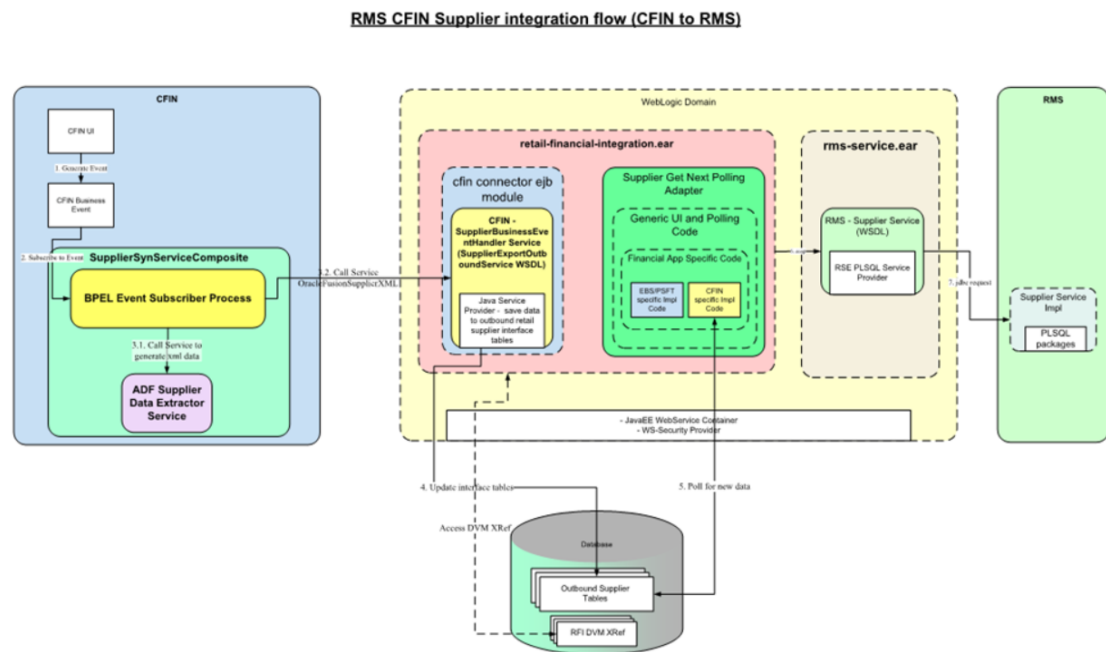 RMS CFIN Supplier integration flow (CFIN to RMS)
CFIN
CFIN UI
1. Generate Event
CFIN Business
Event
2. Subscribe to Event
SupplierSynServiceComposite
BPEL Event Subscriber Process
3.1. Call Service to
generate xml data
ADF Supplier
Data Extractor
Service
3.2. Call Service
OracleFusionSupplierXML
WebLogic Domain
retail-financial-integration.ear
cfin connector ejb
module
CFIN -
SupplierBusinessEve
ntHandler Service
(SupplierExportOutb
oundService WSDL)
Java Service
Provider - save data
to outbound retail
supplier interface
tables
Supplier Get Next Polling
Adapter
Generic UI and Polling
Code
Financial App Specific Code
EBS/PSFT
specific Impl
Code
CFIN
specific Impl
Code
rms-service.ear
RMS - Supplier Service
(WSDL)
RSE PLSQL Service
Provider
request
RMS
Supplier Service
Impl
PLSQL
packages
- JavaEE WebService Container
- WS-Security Provider
4. Update interface tables
5. Poll for new data
Access DVM XRef
Database
Outbound Supplier
Tables
RFI DVM XRef